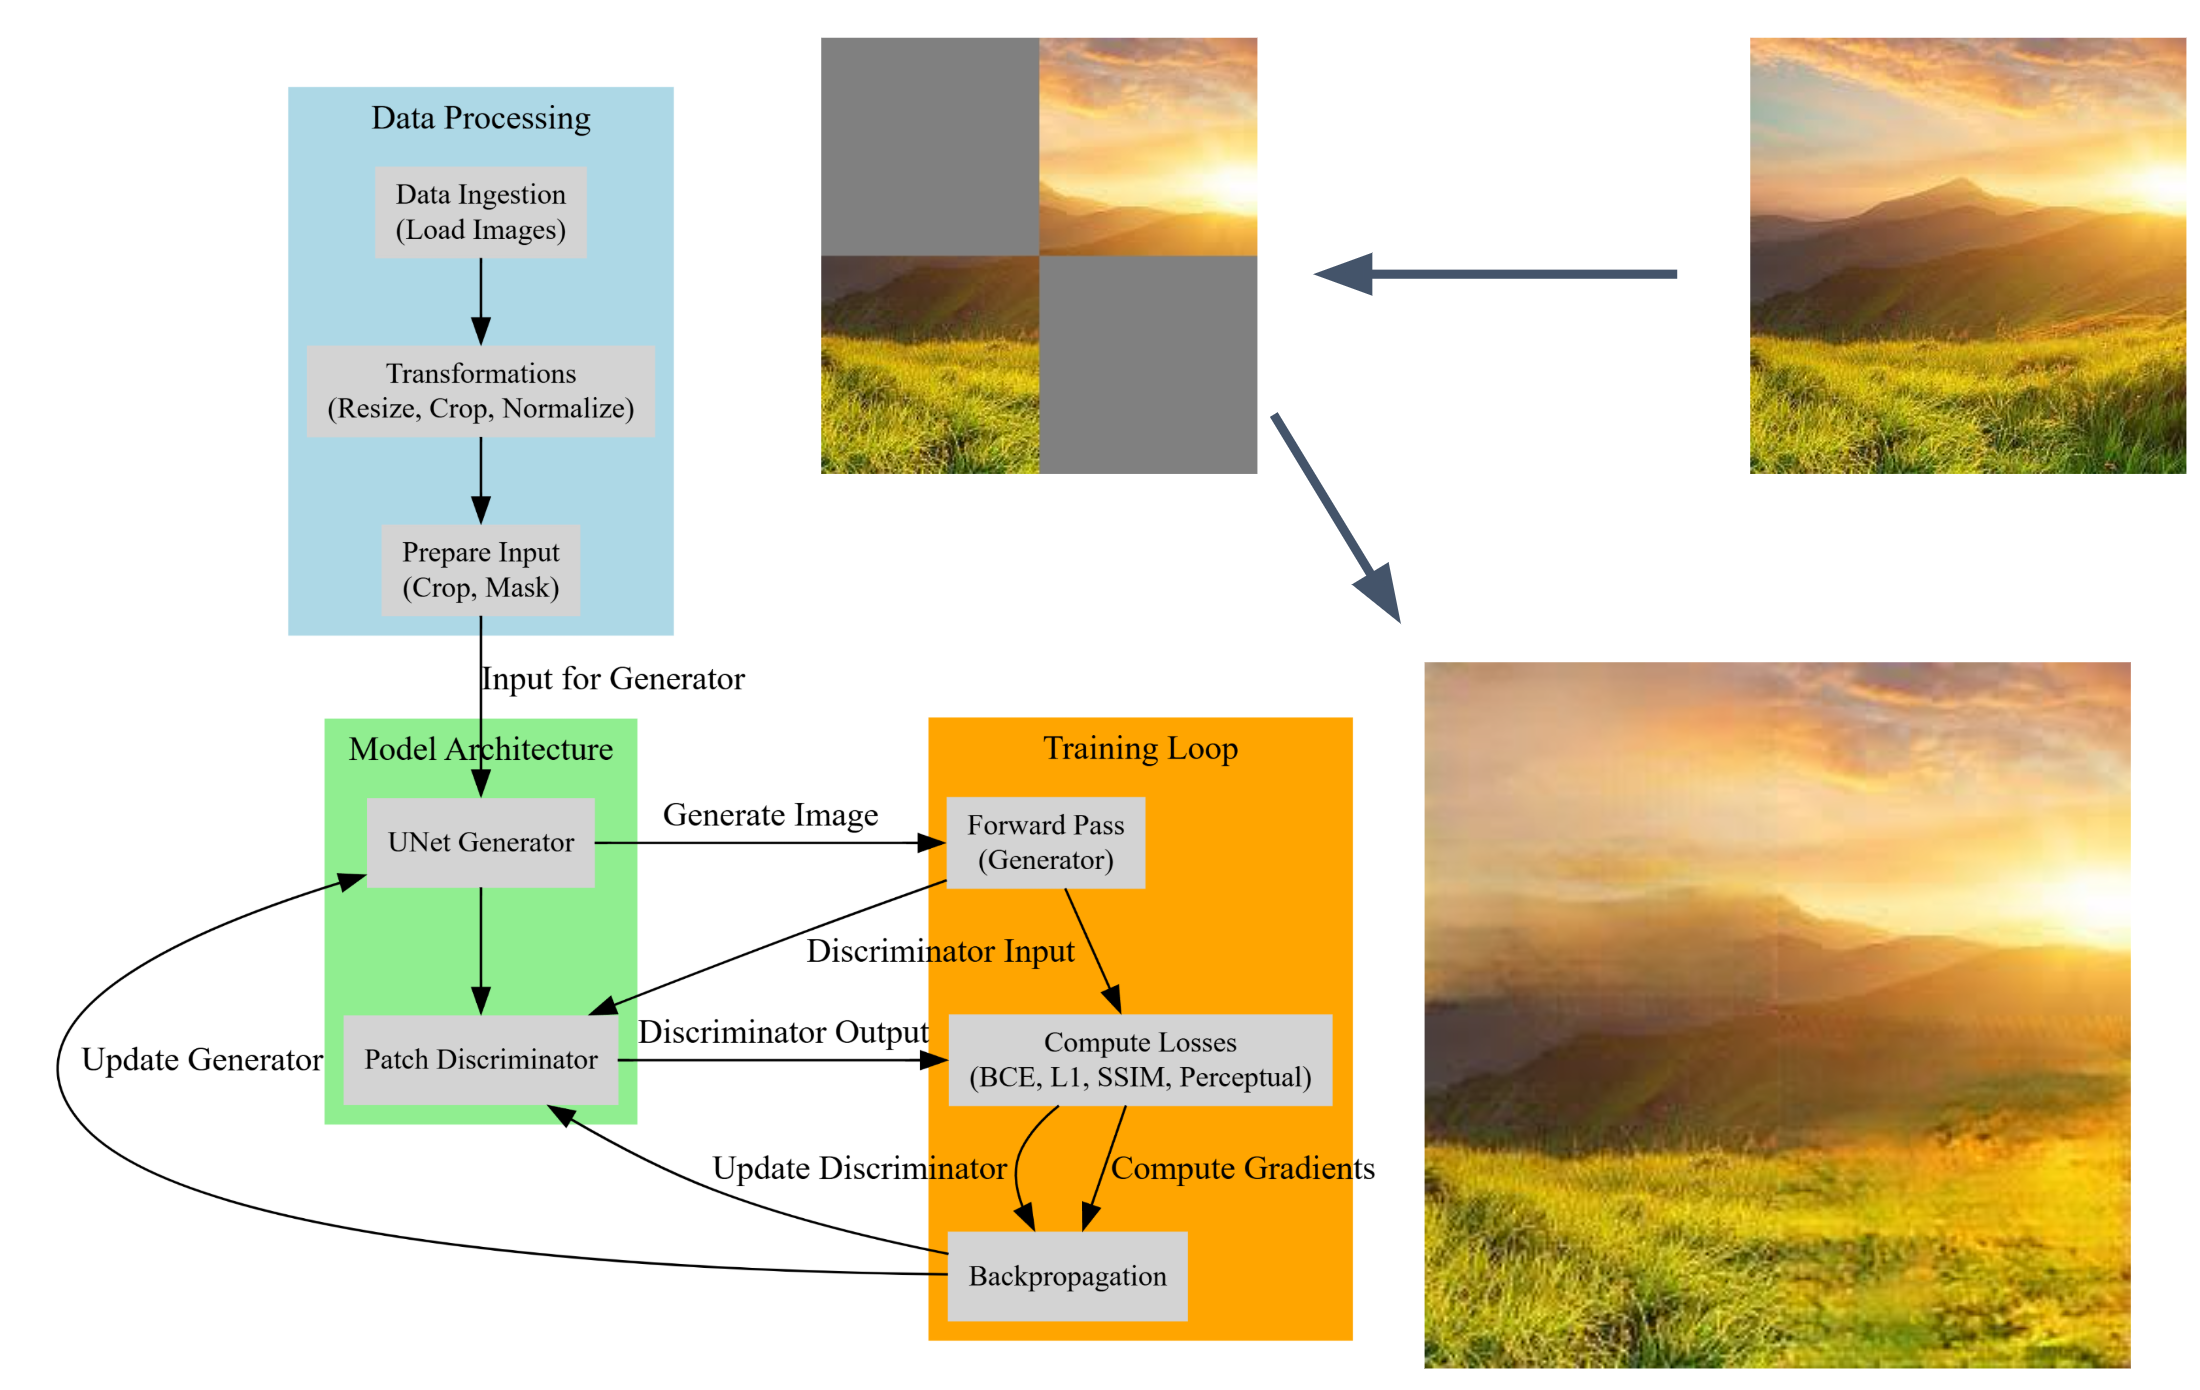 Data Processing
Data Ingestion
(Load Images)
Transformations
(Resize, Crop, Normalize)
Prepare Input
(Crop, Mask)
Input for Generator
Model Architecture
UNet Generator
Generate Image
Training Loop
Forward Pass
(Generator)
Discriminator Input
Patch Discriminator
Discriminator Output
Update Generator
Compute Losses
(BCE, L1, SSIM, Perceptual)
Update Discriminator
Compute Gradients
Backpropagation